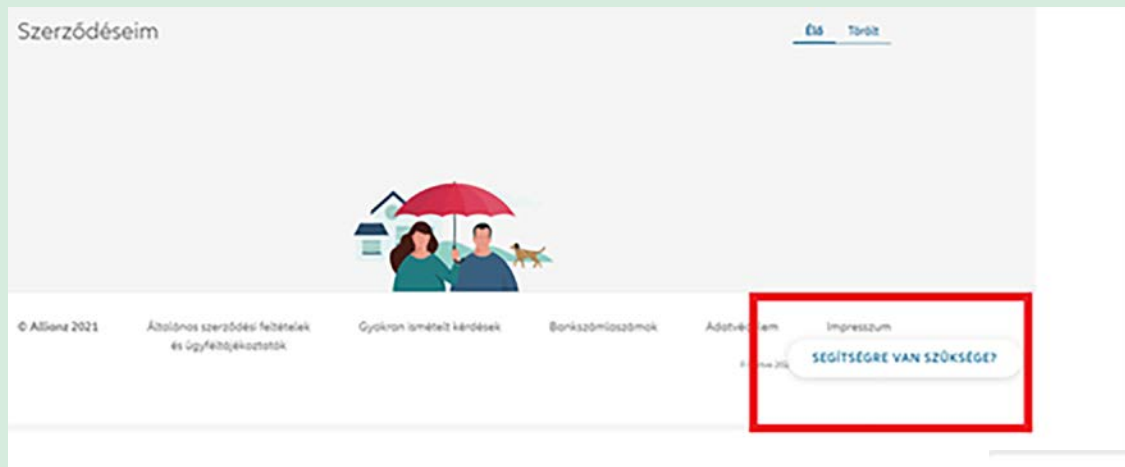 Szerződéseim
Élő Törölt
© Allianz 2021
Általános szerződési feltételek
és ügyféltájékoztatók
Gyakran ismételt kérdések
Bankszámlaszámok
Impresszum
SEGÍTSÉGRE VAN SZÜKSÉGE?